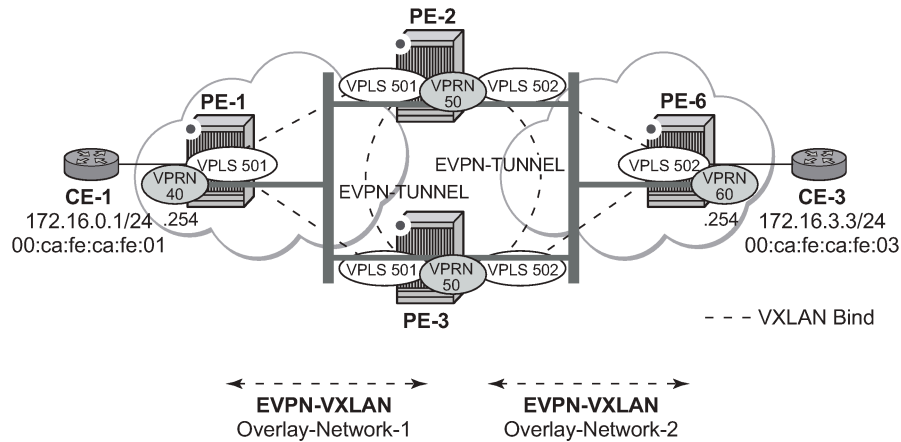 PE-2
VPLS 501
VPRN
50
VPLS 502
PE-1
PE-6
VPLS 501
EVPN-TUNNEL
VPLS 502
CE-1
VPRN
40
EVPN-TUNNEL
VPRN
60
CE-3
172.16.0.1/24
.254
.254
172.16.3.3/24
00:ca:fe:ca:fe:01
00:ca:fe:ca:fe:03
VPLS 501
VPRN
50
VPLS 502
PE-3
VXLAN Bind
EVPN-VXLAN
Overlay-Network-1
EVPN-VXLAN
Overlay-Network-2